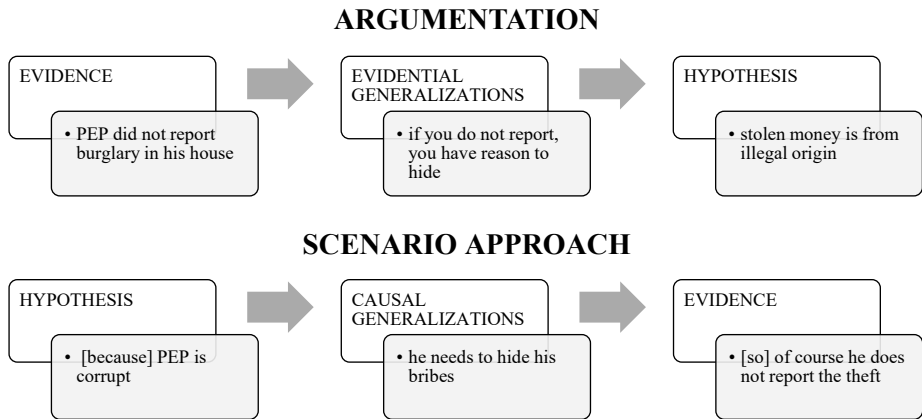 ARGUMENTATION
EVIDENCE
• PEP did not report
burglary in his house
EVIDENTIAL
GENERALIZATIONS
• if you do not report,
you have reason to
hide
HYPOTHESIS
• stolen money is from
illegal origin
SCENARIO APPROACH
HYPOTHESIS
• [because] PEP is
corrupt
CAUSAL
GENERALIZATIONS
• he needs to hide his
bribes
EVIDENCE
• [so] of course he does
not report the theft